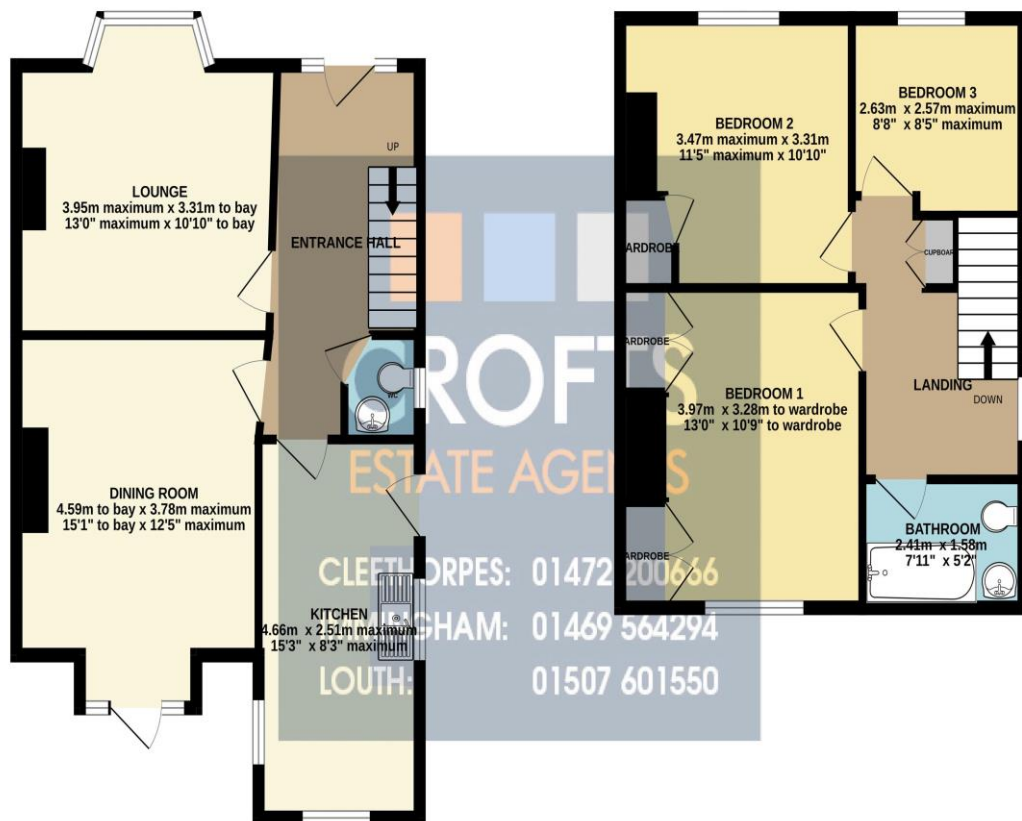 LOUNGE
3.95m maximum x 3.31m to bay
13'0" maximum x 10'10" to bay
UP
ENTRANCE HALL
WC
DINING ROOM
4.59m to bay x 3.78m maximum
15'1" to bay x 12'5" maximum
KITCHEN
4.66m x 2.51m maximum
15'3" x 8'3" maximum
BEDROOM 2
3.47m maximum x 3.31m
11'5" maximum x 10'10"
BEDROOM 3
2.63m x 2.57m maximum
8'8" x 8'5" maximum
ARDROBE
CUPBOAR
ARDROBE
BEDROOM 1
3.97m x 3.28m to wardrobe
13'0" x 10'9" to wardrobe
LANDING
DOWN
ARDROBE
BATHROOM
2.41m x 1.58m
7'11" x 5'2"
CROFTS
ESTATE AGENTS
CLEETHORPES: 01472 200666
IMMINGHAM: 01469 564294
LOUTH: 01507 601550